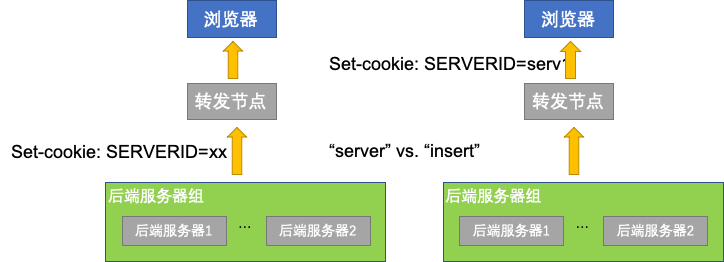 浏览器
转发节点
Set-cookie: SERVERID=xx
后端服务器组
后端服务器1
...
后端服务器2
浏览器
Set-cookie: SERVERID=serv1
转发节点
“server” vs. “insert”
后端服务器组
后端服务器1
...
后端服务器2